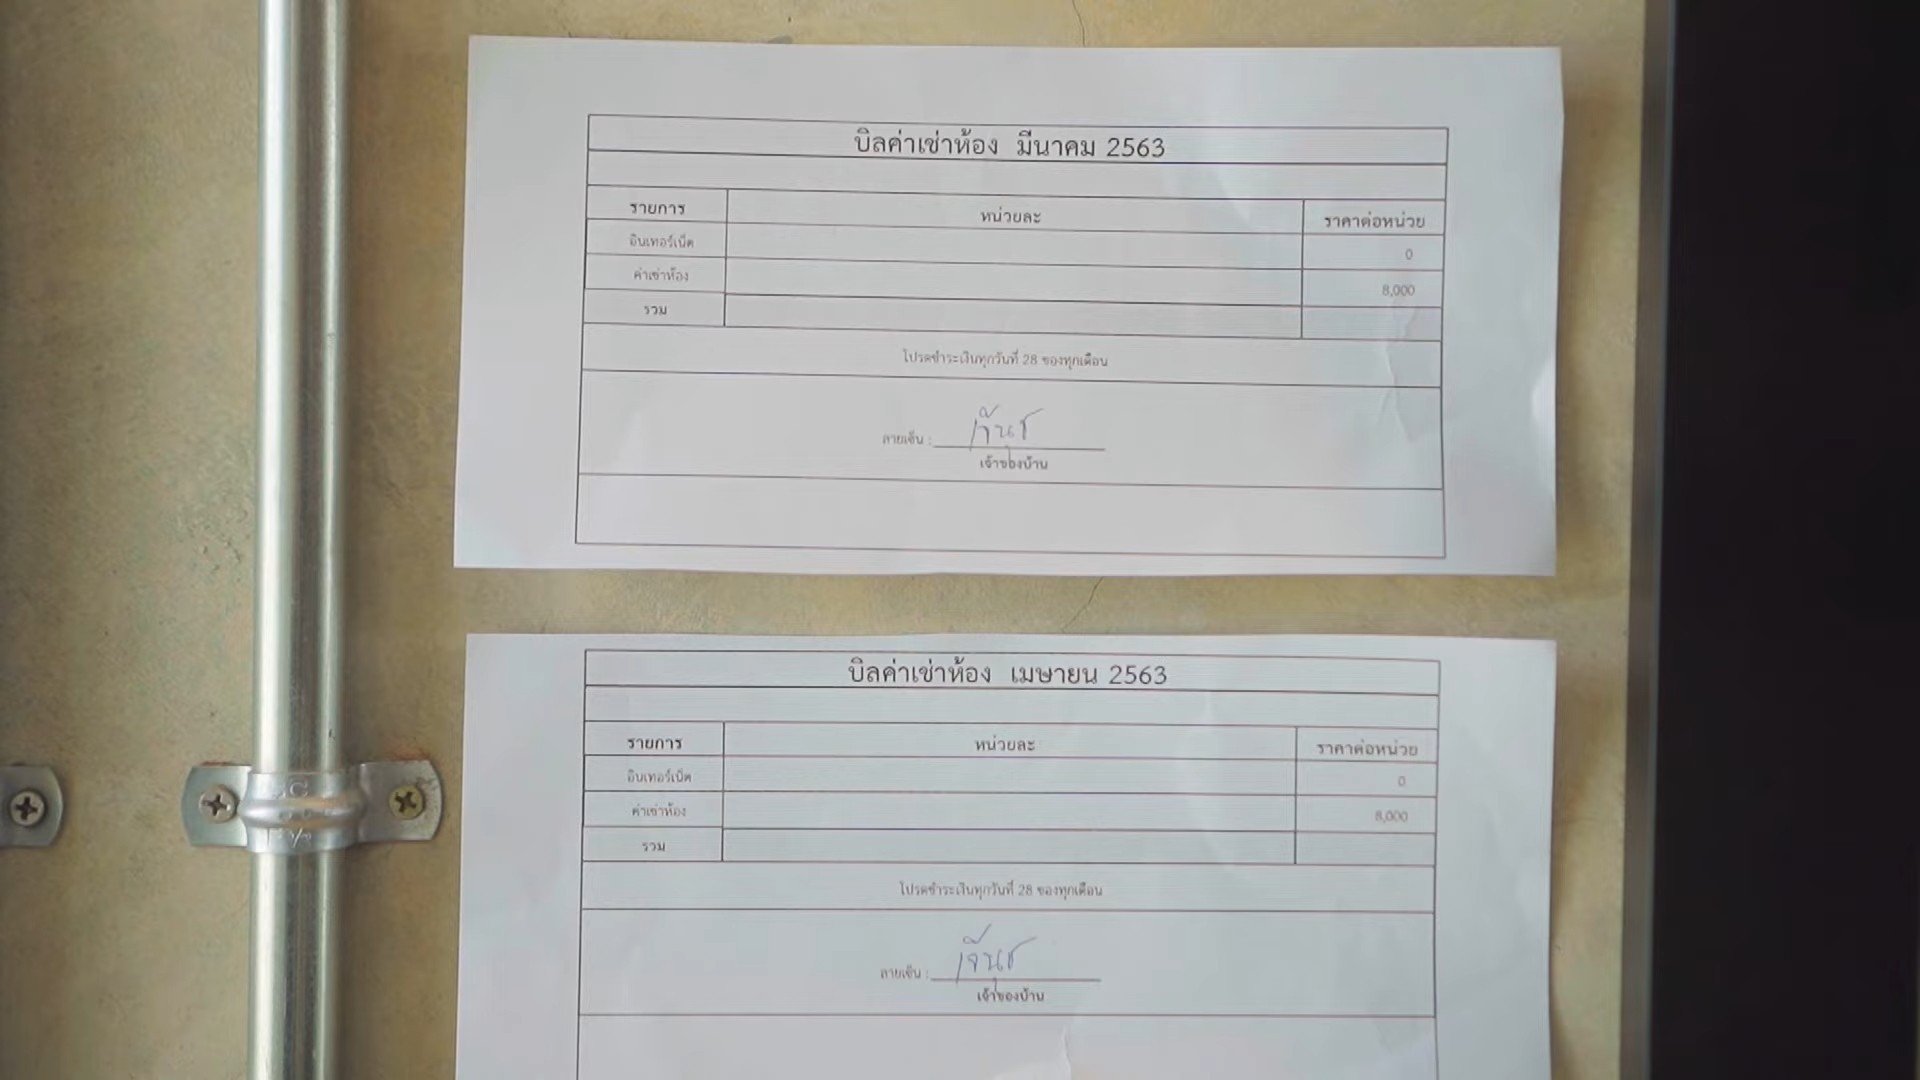 บิลค่าเช่าห้อง มีนาคม 2563
รายการ หน่วยละ ราคาต่อหน่วย
อินเทอร์เน็ต 0
ค่าเช่าห้อง 8,000
รวม
โปรดชำระเงินทุกวันที่ 28 ของทุกเดือน
ลายเซ็น :
เจ้าของบ้าน
บิลค่าเช่าห้อง เมษายน 2563
รายการ หน่วยละ ราคาต่อหน่วย
อินเทอร์เน็ต 0
ค่าเช่าห้อง 8,000
รวม
โปรดชำระเงินทุกวันที่ 28 ของทุกเดือน
ลายเซ็น :
เจ้าของบ้าน